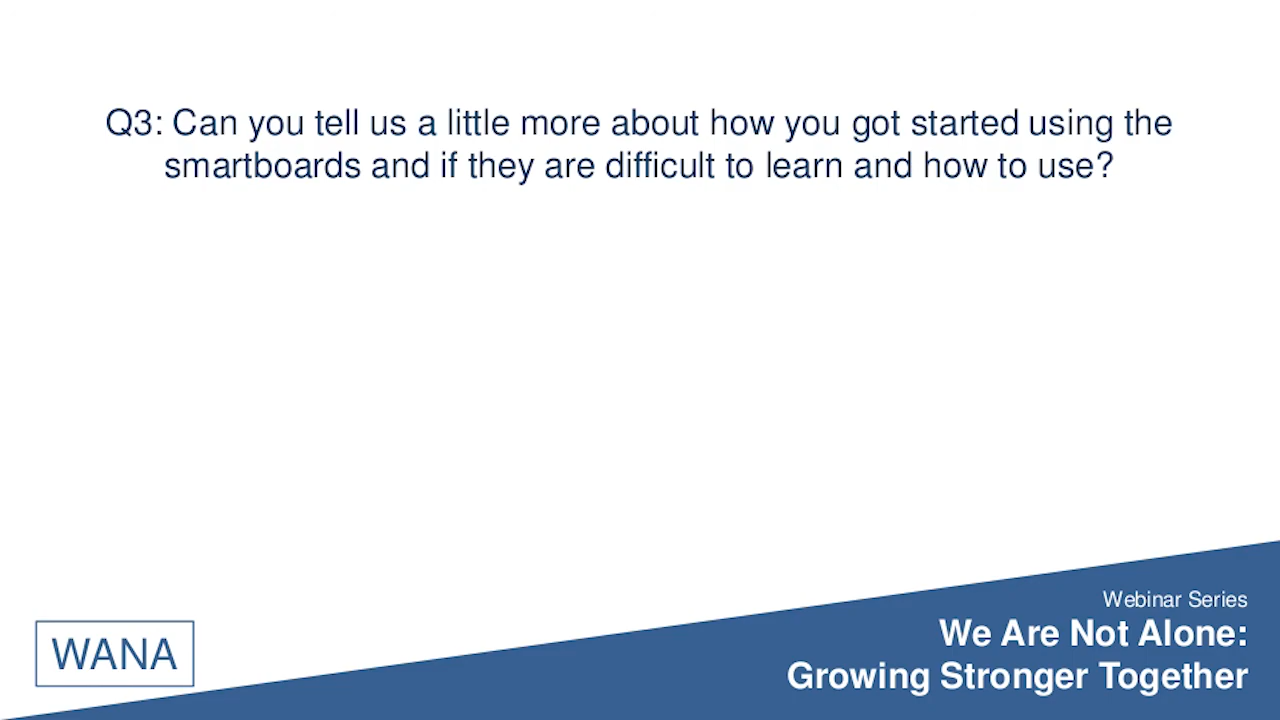 Q3: Can you tell us a little more about how you got started using the
smartboards and if they are difficult to learn and how to use?
Webinar Series
We Are Not Alone:
Growing Stronger Together
WANA